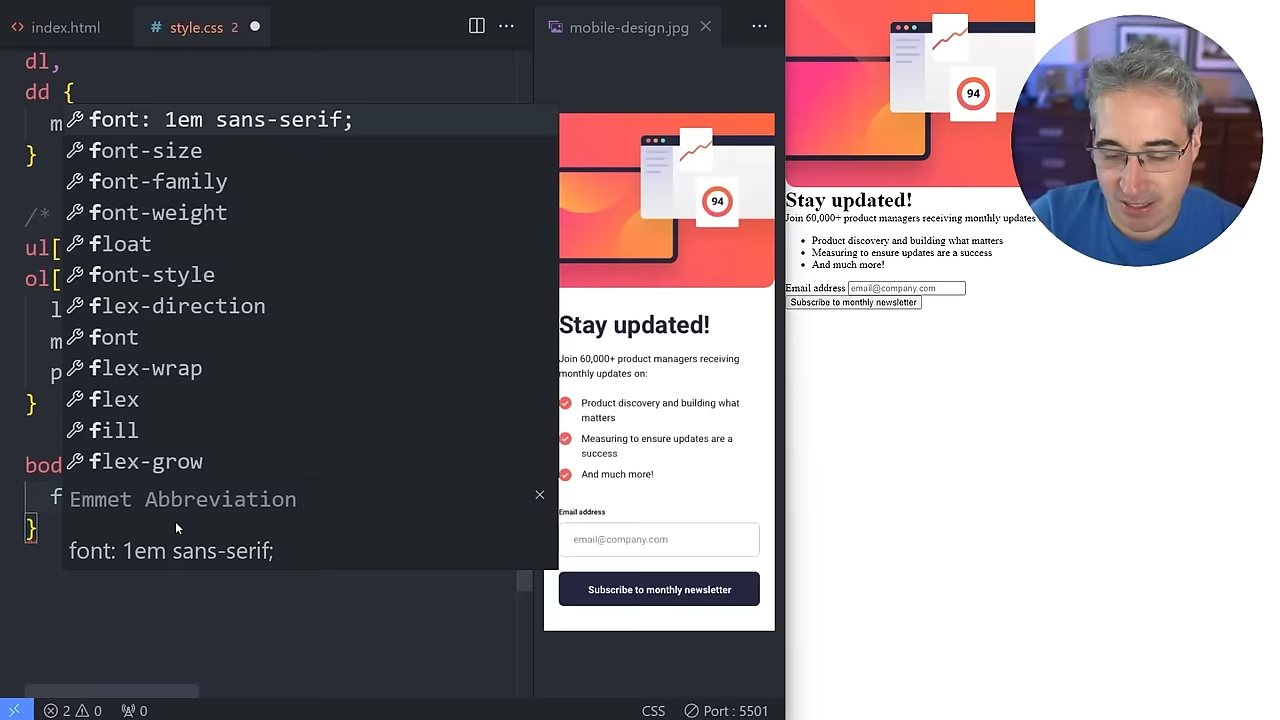 index.html
style.css 2
mobile-design.jpg
dl,
dd {
m
}
/*
ul[
ol[
l
m
p
}
bod
f
}
font: 1em sans-serif;
font-size
font-family
font-weight
float
font-style
flex-direction
font
flex-wrap
flex
fill
flex-grow
Emmet Abbreviation
font: 1em sans-serif;
2 0
0
CSS
Port : 5501
94
Stay updated!
Join 60,000+ product managers receiving
monthly updates on:
Product discovery and building what
matters
Measuring to ensure updates are a
success
And much more!
Email address
email@company.com
Subscribe to monthly newsletter
94
Stay updated!
Join 60,000+ product managers receiving monthly updates
Product discovery and building what matters
Measuring to ensure updates are a success
And much more!
Email address email@company.com
Subscribe to monthly newsletter